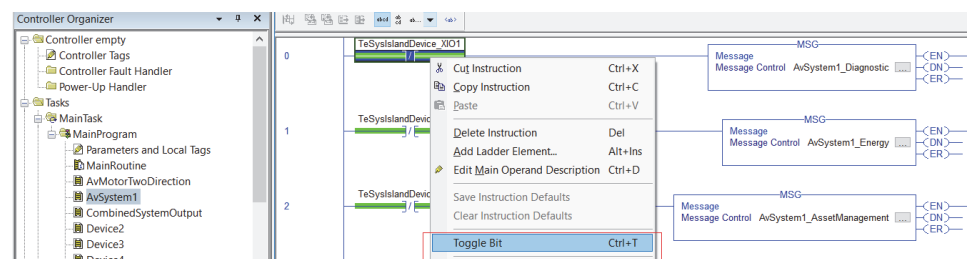 Controller Organizer
Controller empty
Controller Tags
Controller Fault Handler
Power-Up Handler
Tasks
MainTask
MainProgram
Parameters and Local Tags
MainRoutine
AvMotorTwoDirection
AvSystem1
CombinedSystemOutput
Device2
Device3
abcd
a...
<ab>
0
TeSysIslandDevice_XIO1
MSG
Message
Message Control AvSystem1_Diagnostic ...
EN
DN
ER
1
TeSysIslandDevic
MSG
Message
Message Control AvSystem1_Energy ...
EN
DN
ER
2
TeSysIslandDevic
MSG
Message
Message Control AvSystem1_AssetManagement ...
EN
DN
ER
Cut Instruction Ctrl+X
Copy Instruction Ctrl+C
Paste Ctrl+V
Delete Instruction Del
Add Ladder Element... Alt+Ins
Edit Main Operand Description Ctrl+D
Save Instruction Defaults
Clear Instruction Defaults
Toggle Bit Ctrl+T